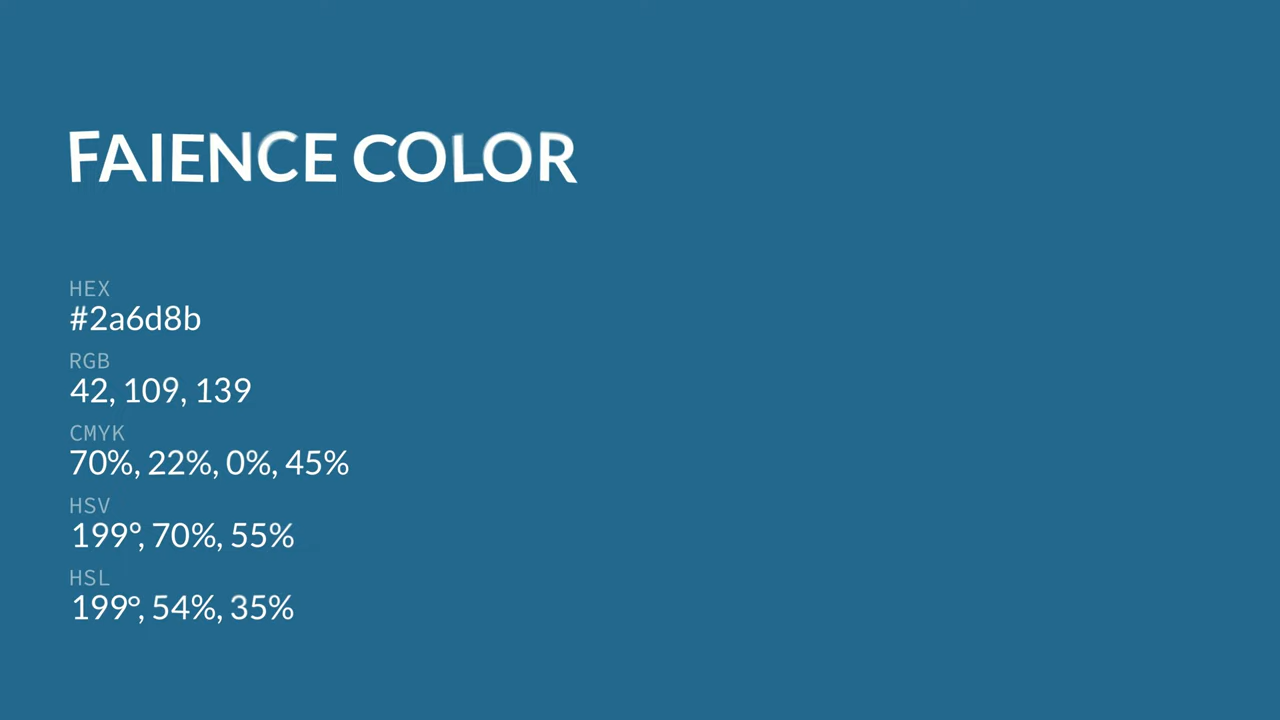 FAIENCE COLOR
HEX
#2a6d8b
RGB
42, 109, 139
CMYK
70%, 22%, 0%, 45%
HSV
199°, 70%, 55%
HSL
199°, 54%, 35%